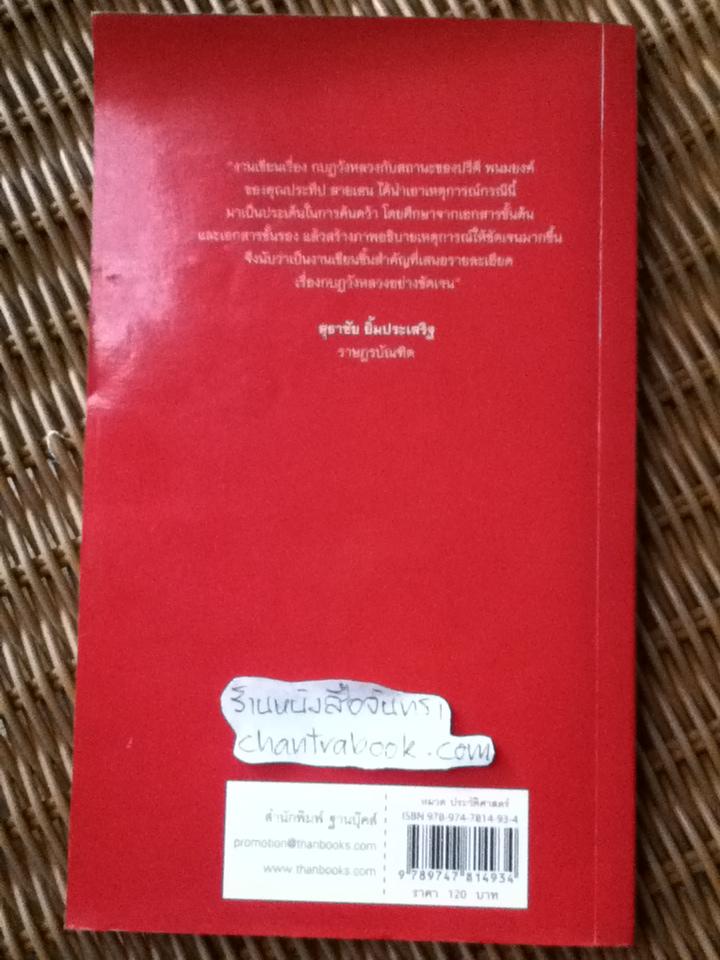 "งานเขียนเรื่อง กบฏวังหลวงกับสถานะของปรีดี พนมยงค์
ของคุณประทีป สายเสน ได้นำเอาเหตุการณ์กรณีนี้
มาเป็นประเด็นในการค้นคว้า โดยศึกษาจากเอกสารชั้นต้น
และเอกสารชั้นรอง แล้วสร้างภาพอธิบายเหตุการณ์ให้ชัดเจนมากขึ้น
จึงนับว่าเป็นงานเขียนชิ้นสำคัญที่เสนอรายละเอียด
เรื่องกบฏวังหลวงอย่างชัดเจน"
สุธาชัย ยิ้มประเสริฐ
ราษฎรบัณฑิต
ร้านหนังสือจันทรา
chantrabook.com
สำนักพิมพ์ ฐานบุ๊คส์
promotion@thanbooks.com
www.thanbooks.com
หมวด ประวัติศาสตร์
ISBN 978-974-7814-93-4
9 789747 814934
ราคา 120 บาท